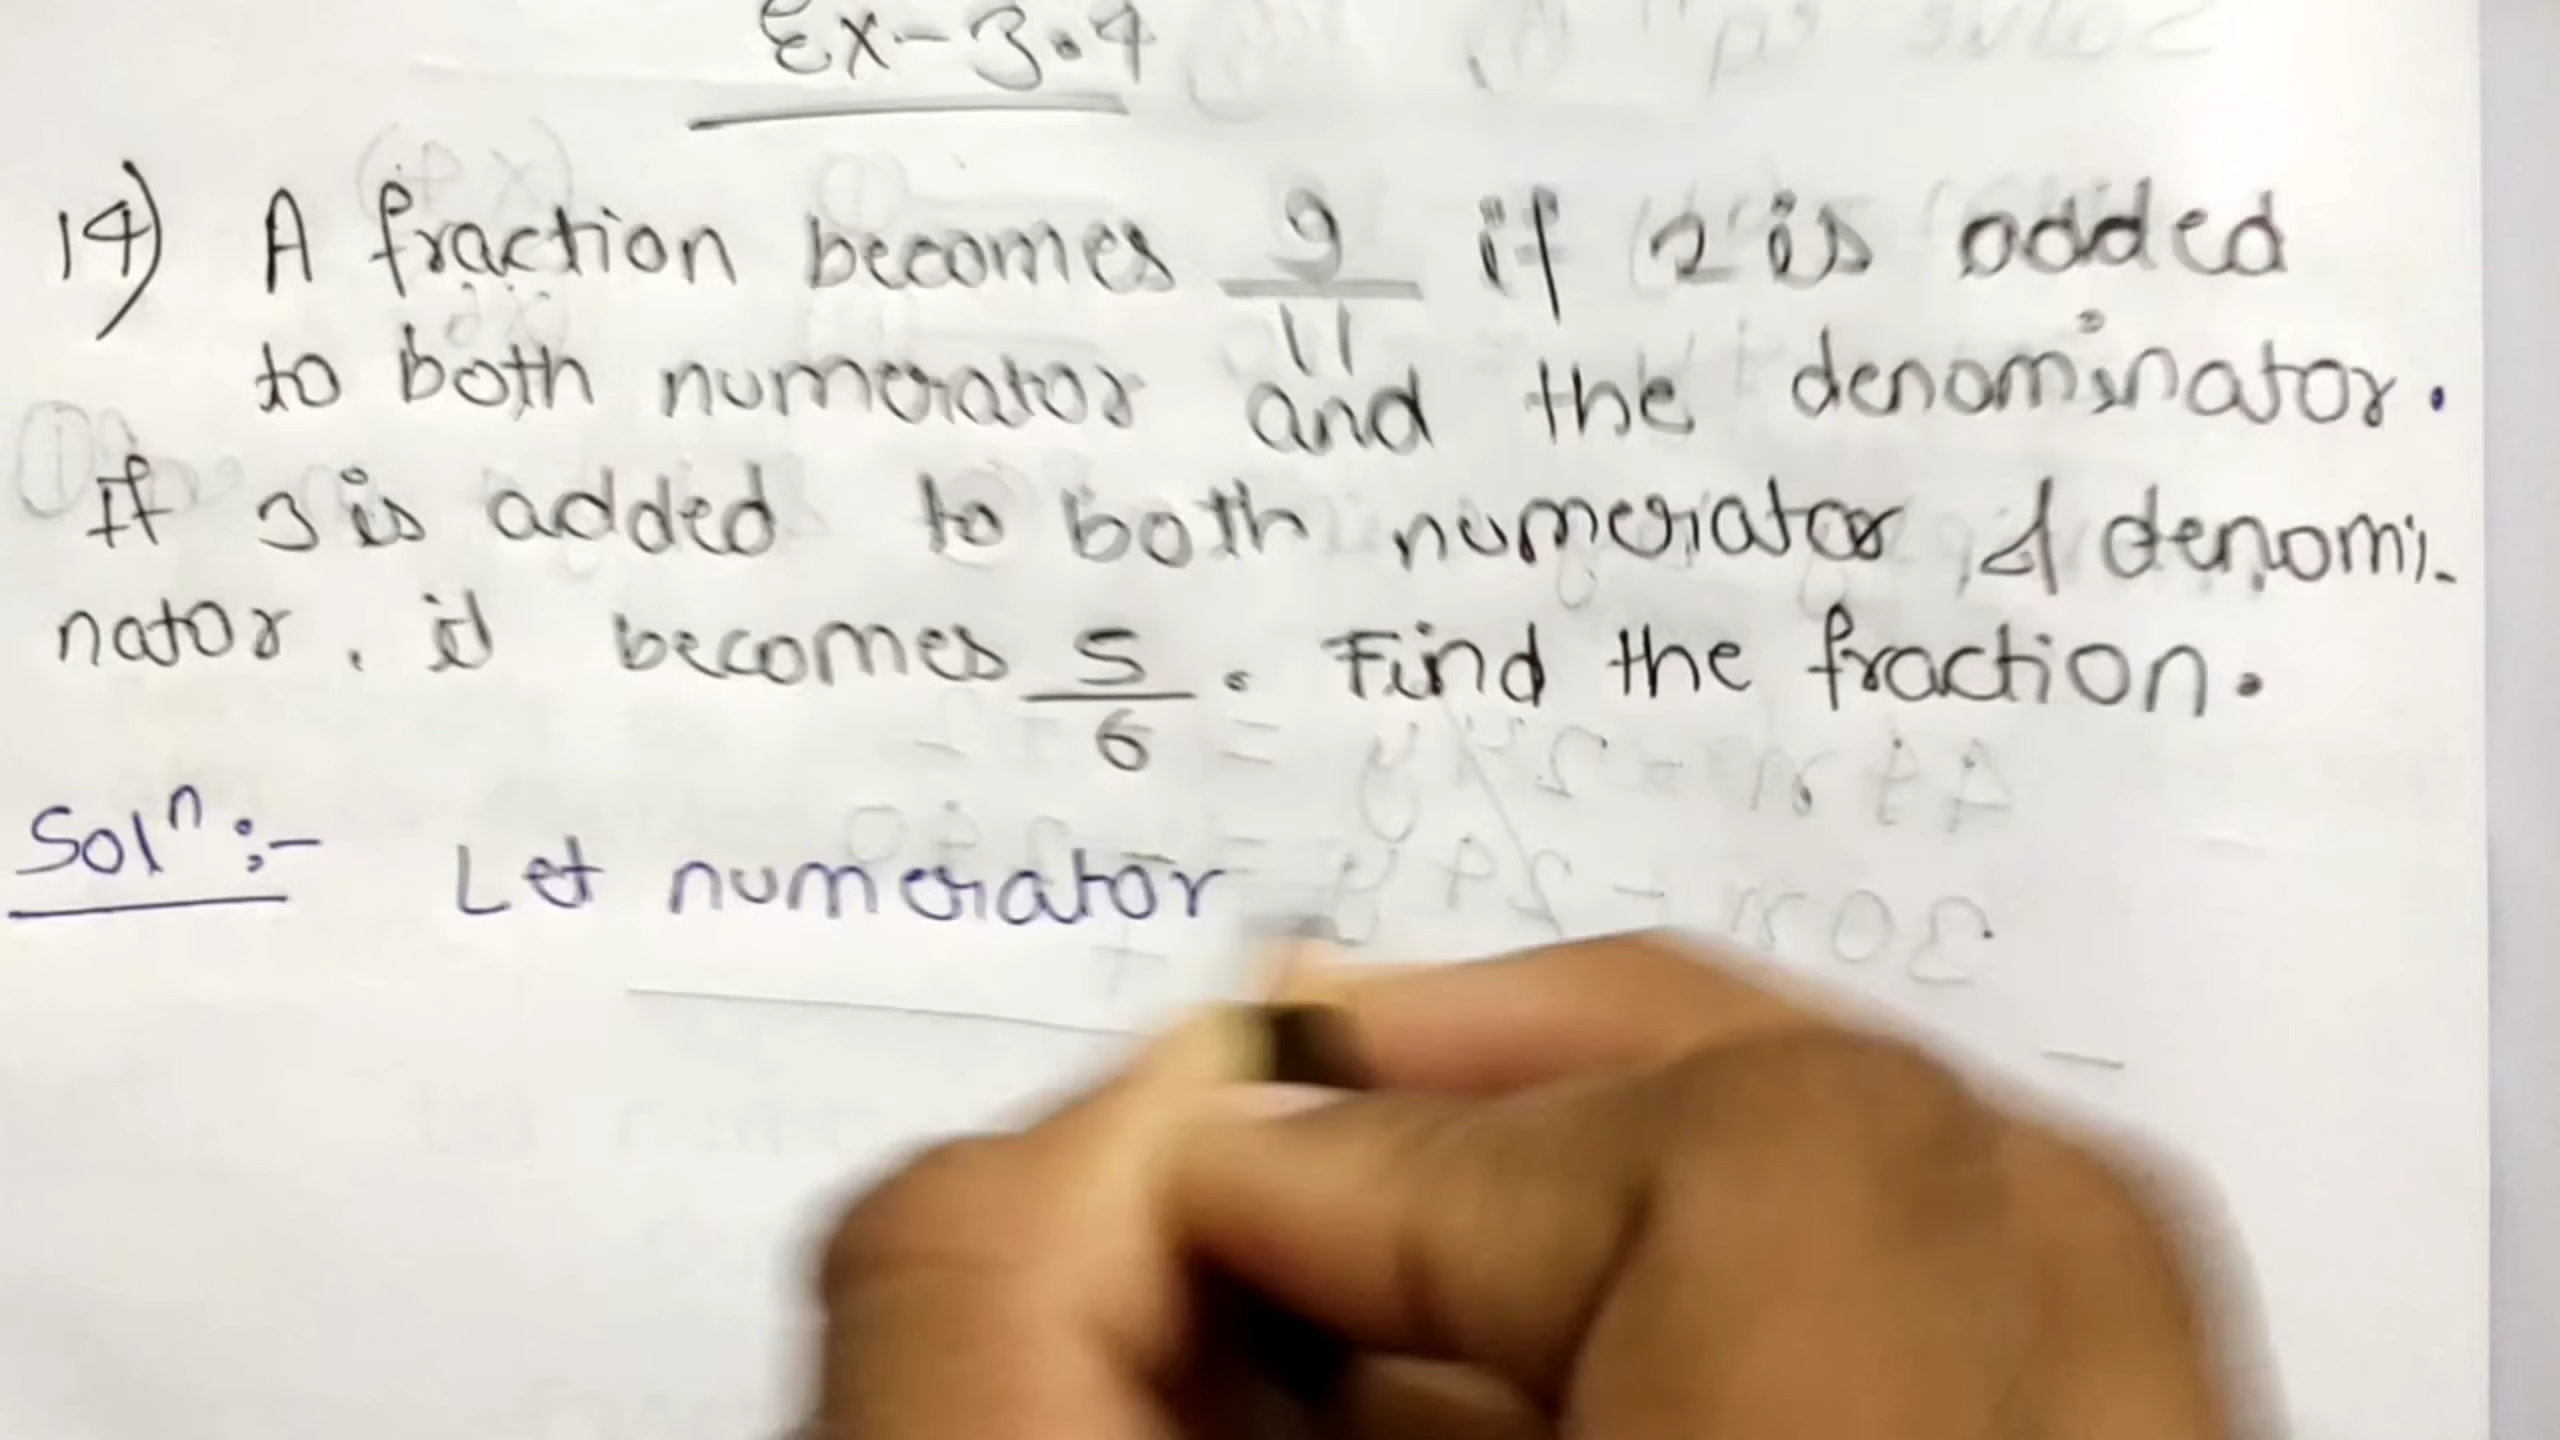 Ex-3.4
14) A fraction becomes 9/11 if 2 is added
to both numerator and the denominator.
If 3 is added to both numerator & denomi-
nator. it becomes 5/6. Find the fraction.
Solⁿ:- Let numerator